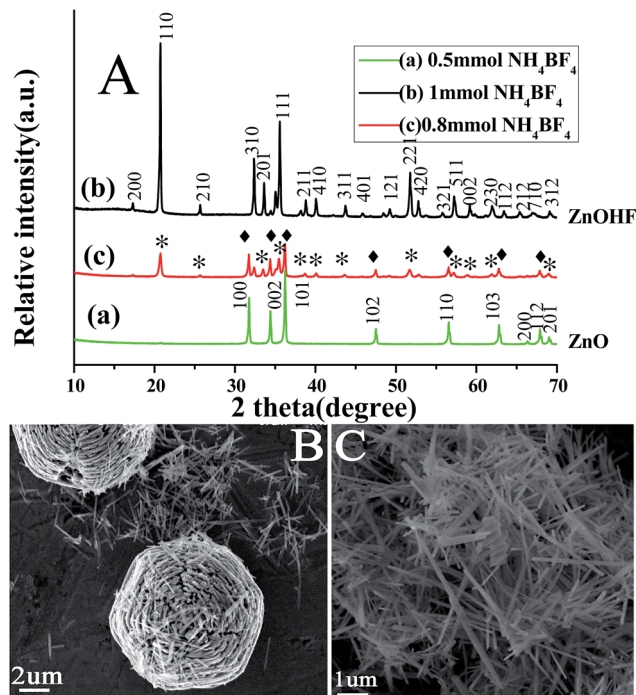 A
(a) 0.5mmol NH₄BF₄
(b) 1mmol NH₄BF₄
(c)0.8mmol NH₄BF₄
Relative intensity(a.u.)
200 110 210 310 201 111 211 410 311 401 121 221 420 321 511 002 230 112 212 710 312
(b)
ZnOHF
* * ♦ * ♦ * ♦ * * * ♦ * ♦ * * * ♦ ♦ *
(c)
100 002 101 102 110 103 200 112 201
(a)
ZnO
10 20 30 40 50 60 70
2 theta(degree)
B
C
2um
1um